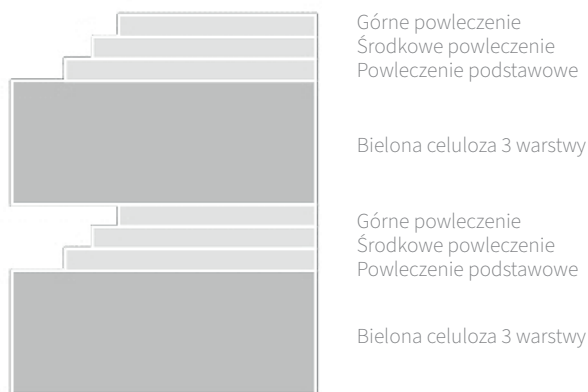 Górne powleczenie
Środkowe powleczenie
Powleczenie podstawowe
Bielona celuloza 3 warstwy
Górne powleczenie
Środkowe powleczenie
Powleczenie podstawowe
Bielona celuloza 3 warstwy